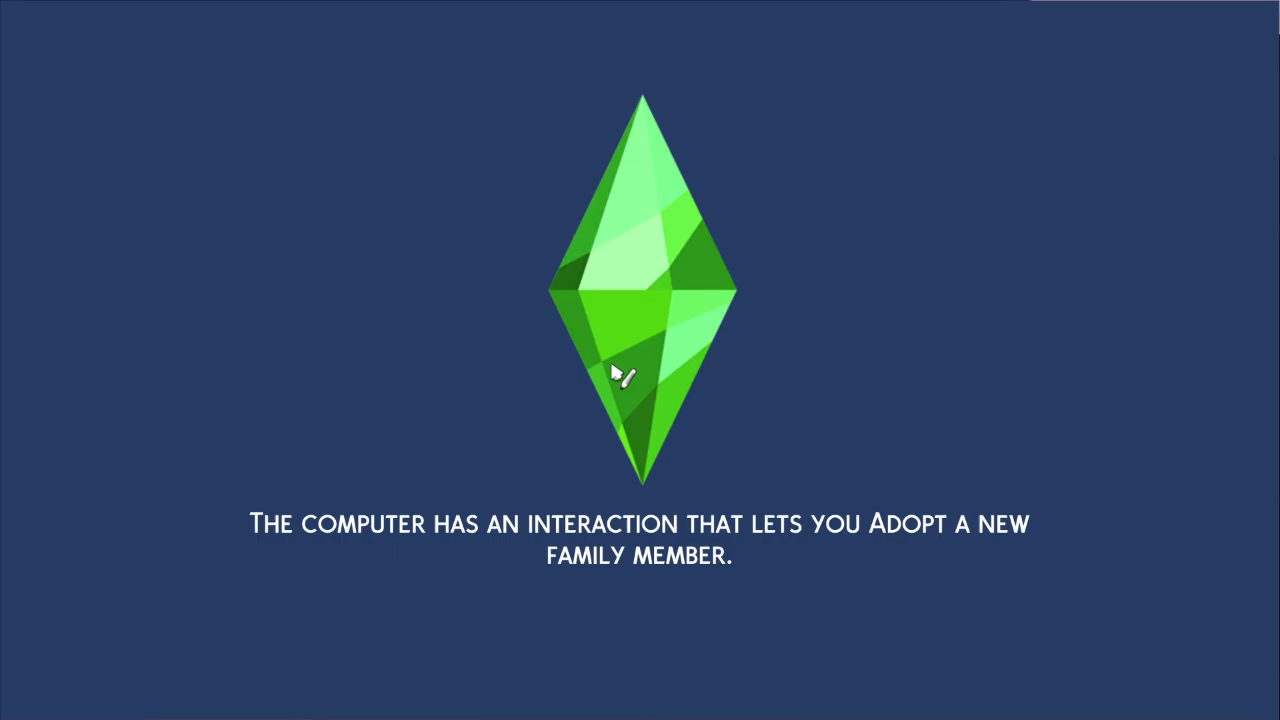 The computer has an interaction that lets you Adopt a new
family member.